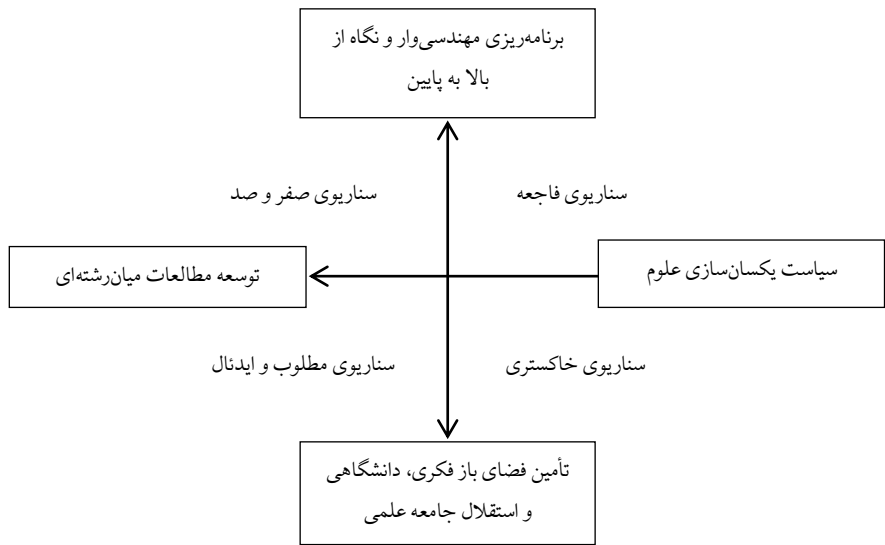 برنامه‌ریزی مهندسی‌وار و نگاه از
بالا به پایین
سناریوی فاجعه
سناریوی صفر و صد
سیاست یکسان‌سازی علوم
توسعه مطالعات میان‌رشته‌ای
سناریوی خاکستری
سناریوی مطلوب و ایدئال
تأمین فضای باز فکری، دانشگاهی
و استقلال جامعه علمی